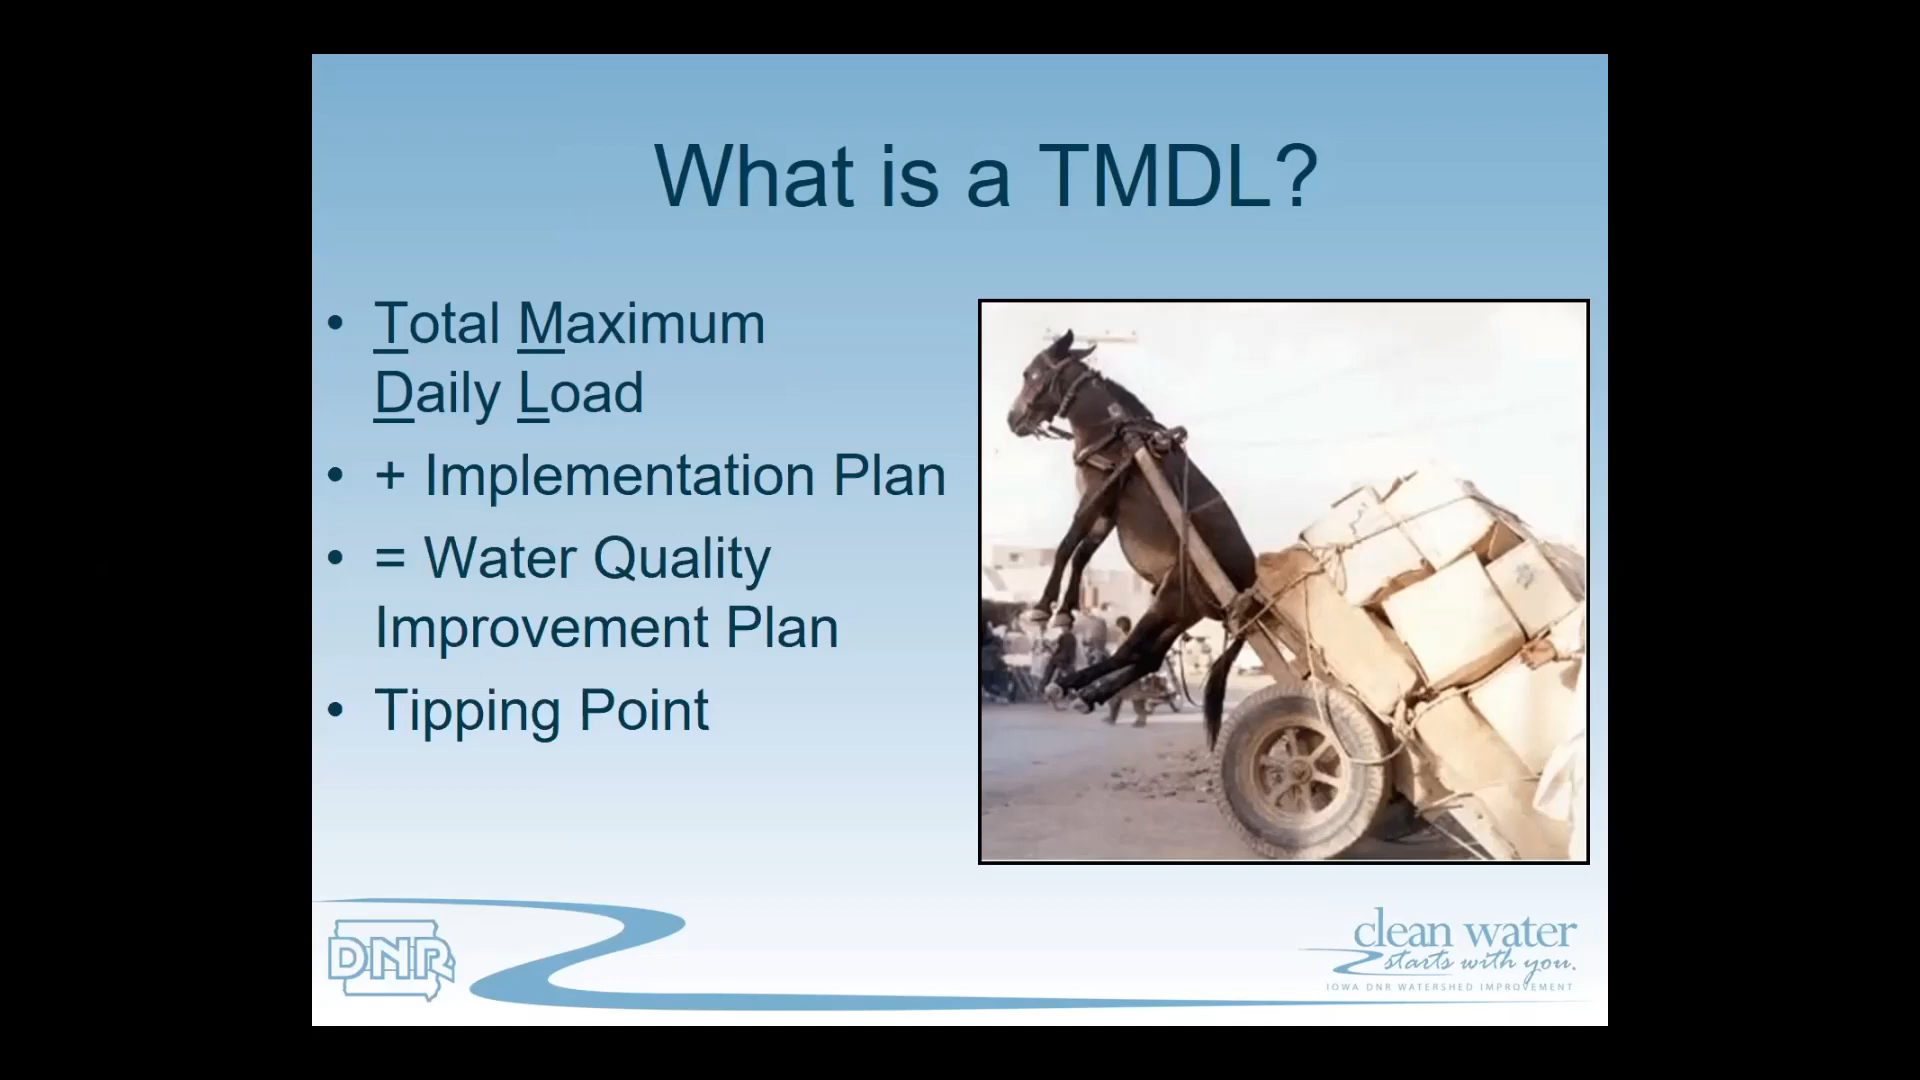 What is a TMDL?
• Total Maximum
Daily Load
• + Implementation Plan
• = Water Quality
Improvement Plan
• Tipping Point
DNR
clean water
starts with you.
IOWA DNR WATERSHED IMPROVEMENT